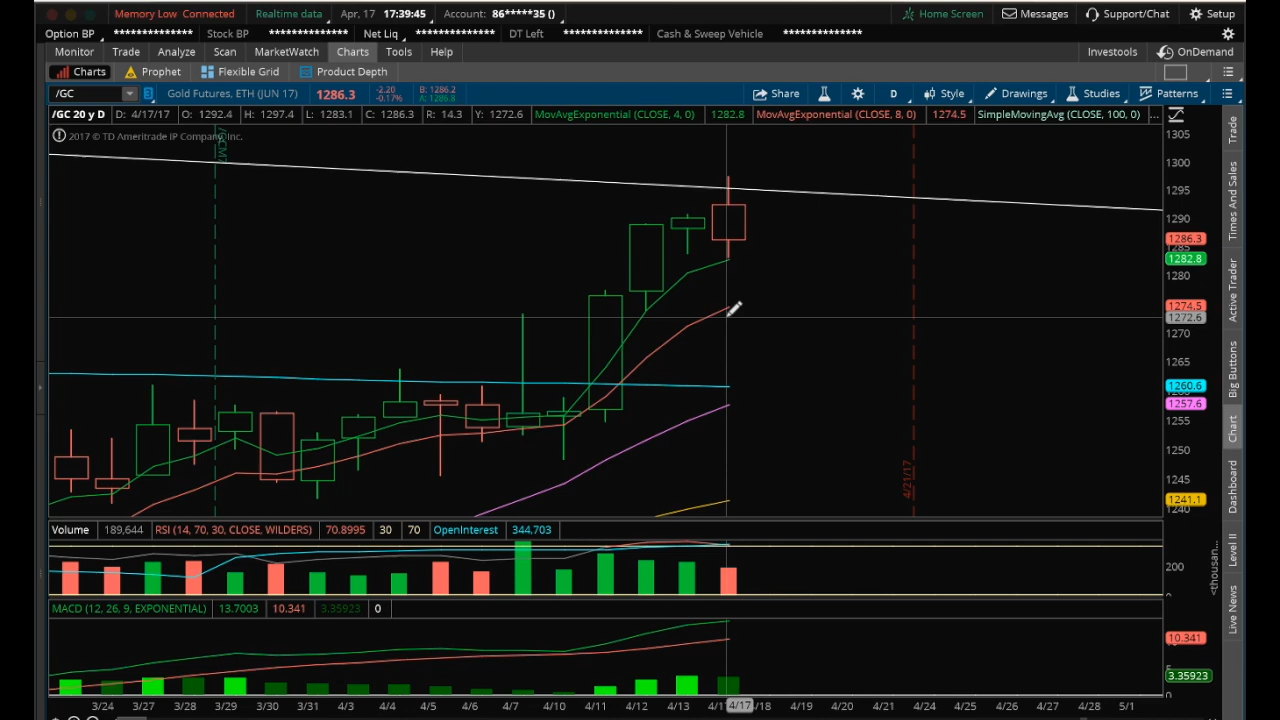 Memory Low Connected Realtime data Apr, 17 17:39:45 Account: 86*****35 () Home Screen Messages Support/Chat Setup
Option BP ************** Stock BP ************** Net Liq ************** DT Left ************** Cash & Sweep Vehicle **************
Monitor Trade Analyze Scan MarketWatch Charts Tools Help Investools OnDemand
Charts Prophet Flexible Grid Product Depth
/GC 3 Gold Futures, ETH (JUN 17) 1286.3 -2.20 -0.17% B: 1286.2 A: 1286.8 Share D Style Drawings Studies Patterns
/GC 20 y D D: 4/17/17 O: 1292.4 H: 1297.4 L: 1283.1 C: 1286.3 R: 14.3 Y: 1272.6 MovAvgExponential (CLOSE, 4, 0) 1282.8 MovAvgExponential (CLOSE, 8, 0) 1274.5 SimpleMovingAvg (CLOSE, 100, 0) ...
2017 © TD Ameritrade IP Company, Inc.
/GCM7
1305
1300
1295
1290
1286.3
1285
1282.8
1280
1274.5
1272.6
1270
1265
1260.6
1257.6
1255
1250
1245
1241.1
1240
4/21/17
Trade
Times And Sales
Active Trader
Big Buttons
Chart
Dashboard
Level II
Live News
Volume 189,644 RSI (14, 70, 30, CLOSE, WILDERS) 70.8995 30 70 OpenInterest 344.703
200
0
<thousan...
MACD (12, 26, 9, EXPONENTIAL) 13.7003 10.341 3.35923 0
10.341
5
3.35923
3/24 3/27 3/28 3/29 3/30 3/31 4/3 4/4 4/5 4/6 4/7 4/10 4/11 4/12 4/13 4/17 4/18 4/19 4/20 4/21 4/24 4/25 4/26 4/27 4/28 5/1